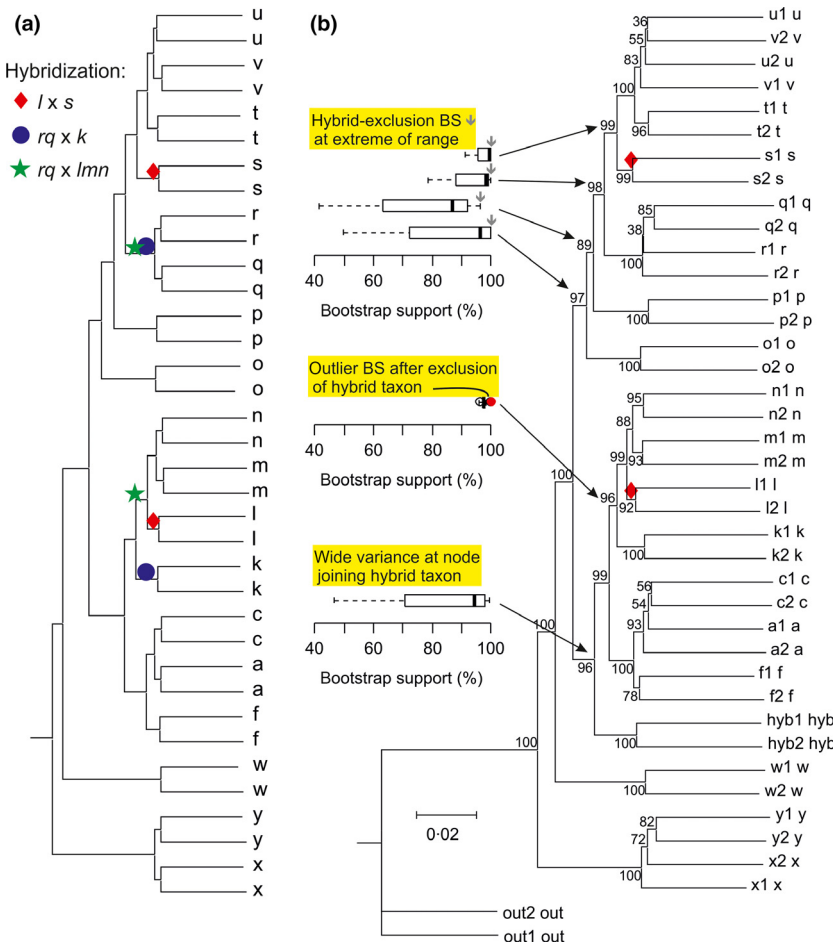 (a)
Hybridization:
l x s
rq x k
rq x lmn
u
u
v
v
t
t
s
s
r
r
q
q
p
p
o
o
n
n
m
m
l
l
k
k
c
c
a
a
f
f
w
w
y
y
x
x
(b)
Hybrid-exclusion BS
at extreme of range
40 60 80 100
Bootstrap support (%)
Outlier BS after exclusion
of hybrid taxon
40 60 80 100
Bootstrap support (%)
Wide variance at node
joining hybrid taxon
40 60 80 100
Bootstrap support (%)
0·02
36
55
83
100
96
99
99
98
85
38
100
89
100
97
100
95
88
99
93
92
96
100
99
56
54
93
100
78
96
100
100
100
100
100
82
72
100
100
u1 u
v2 v
u2 u
v1 v
t1 t
t2 t
s1 s
s2 s
q1 q
q2 q
r1 r
r2 r
p1 p
p2 p
o1 o
o2 o
n1 n
n2 n
m1 m
m2 m
l1 l
l2 l
k1 k
k2 k
c1 c
c2 c
a1 a
a2 a
f1 f
f2 f
hyb1 hyb
hyb2 hyb
w1 w
w2 w
y1 y
y2 y
x2 x
x1 x
out2 out
out1 out